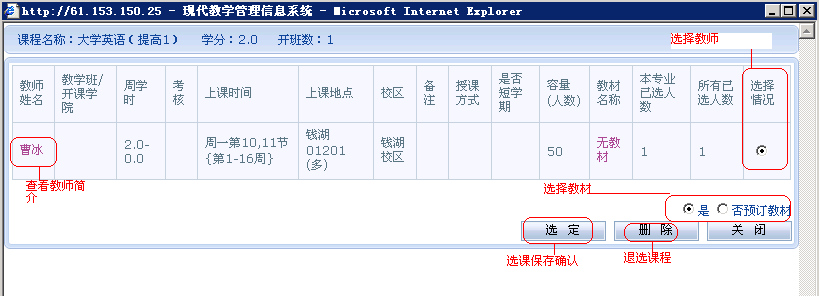 http://61.153.150.25 - 现代教学管理信息系统 - Microsoft Internet Explorer
课程名称：大学英语（提高1） 学分：2.0 开班数：1
选择教师
教师姓名 教学班/开课学院 周学时 考核 上课时间 上课地点 校区 备注 授课方式 是否短学期 容量(人数) 教材名称 本专业已选人数 所有已选人数 选择情况
曹冰 2.0-0.0 周一第10,11节{第1-16周} 钱湖01201(多) 钱湖校区 50 无教材 1 1
查看教师简介
选择教材
是 否预订教材
选 定 删 除 关 闭
选课保存确认 退选课程